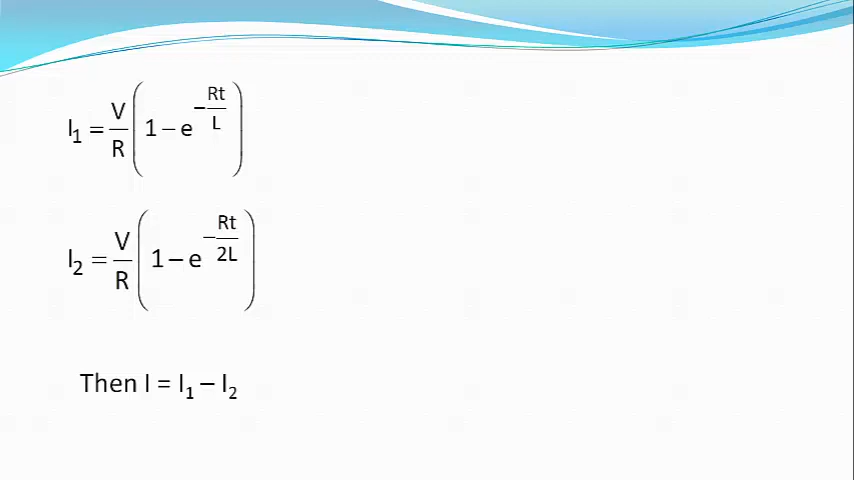 I₁ = V/R (1 − e^(−Rt/L))
I₂ = V/R (1 − e^(−Rt/2L))
Then I = I₁ − I₂